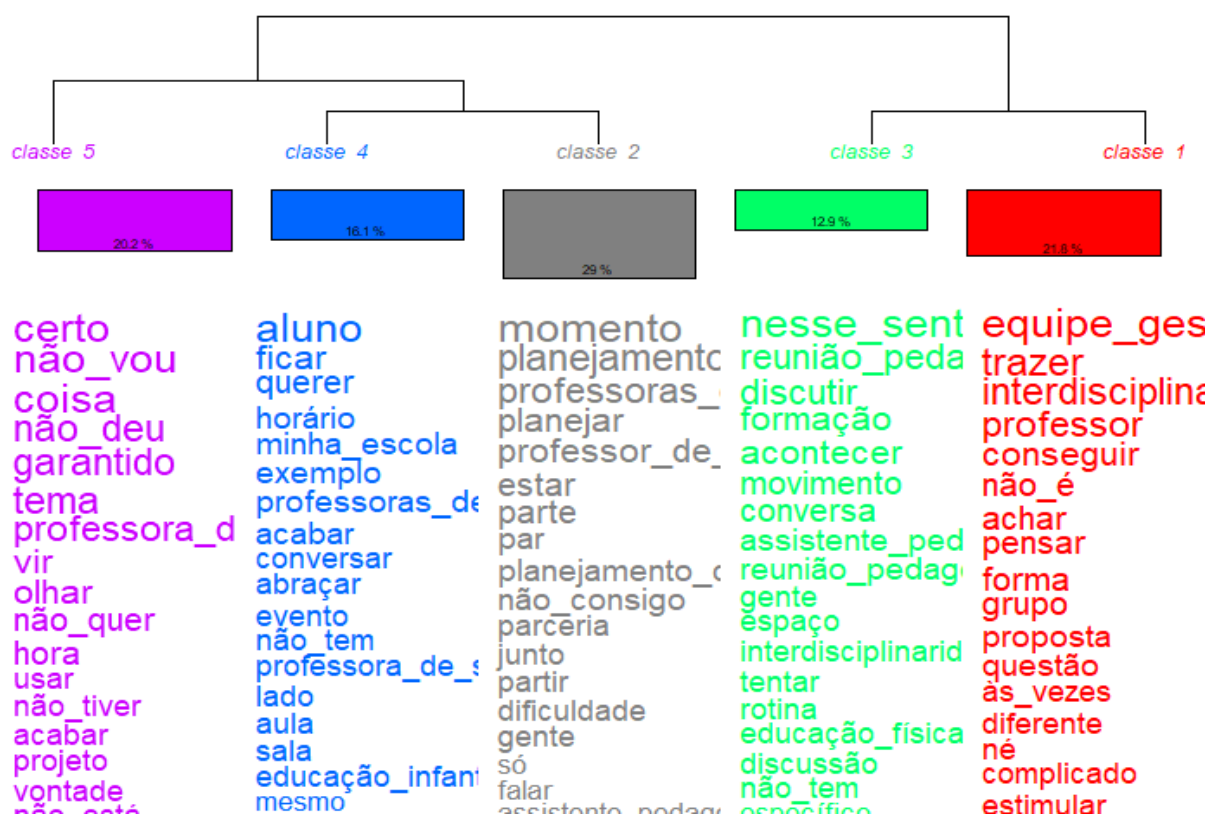 classe 5
classe 4
classe 2
classe 3
classe 1
20.2 %
16.1 %
29 %
12.9 %
21.8 %
certo
não_vou
coisa
não_deu
garantido
tema
professora_d
vir
olhar
não_quer
hora
usar
não_tiver
acabar
projeto
vontade
não_está
aluno
ficar
querer
horário
minha_escola
exemplo
professoras_de
acabar
conversar
abraçar
evento
não_tem
professora_de_s
lado
aula
sala
educação_infant
mesmo
momento
planejamento
professoras_
planejar
professor_de_
estar
parte
par
planejamento_c
não_consigo
parceria
junto
partir
dificuldade
gente
só
falar
assistente_pedag
nesse_sent
reunião_peda
discutir
formação
acontecer
movimento
conversa
assistente_ped
reunião_pedag
gente
espaço
interdisciplinarid
tentar
rotina
educação_física
discussão
não_tem
específico
equipe_ges
trazer
interdisciplina
professor
conseguir
não_é
achar
pensar
forma
grupo
proposta
questão
às_vezes
diferente
né
complicado
estimular